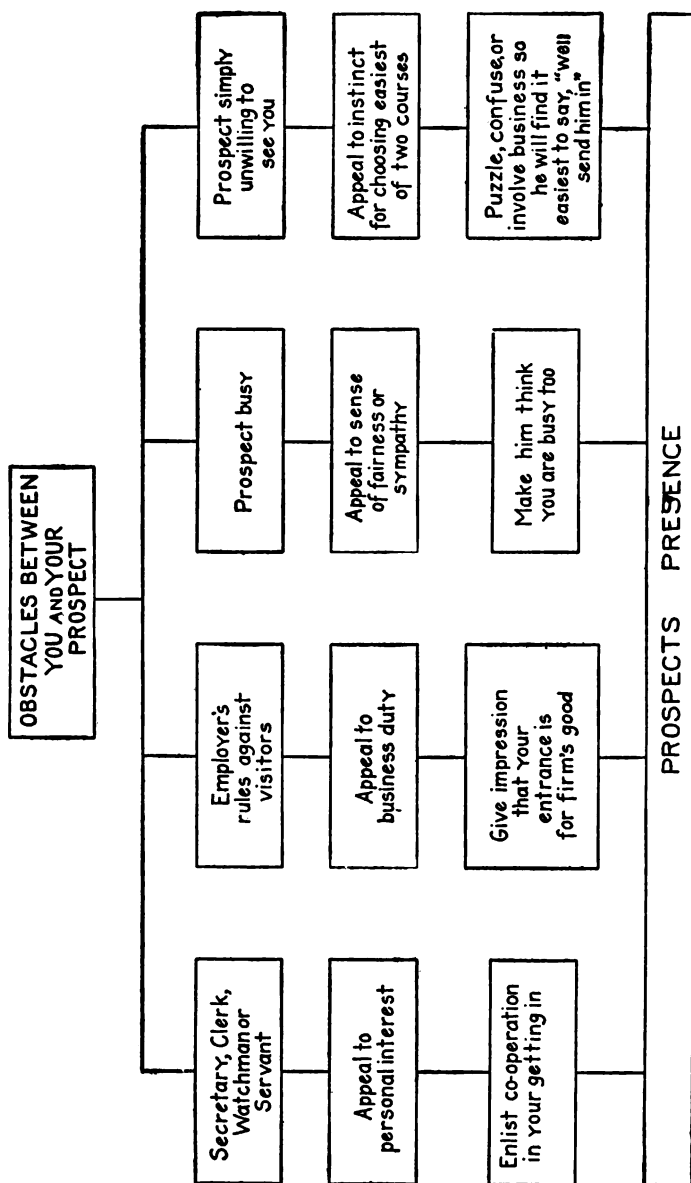 OBSTACLES BETWEEN
YOU AND YOUR
PROSPECT
Secretary, Clerk,
Watchman or
Servant
Appeal to
personal interest
Enlist co-operation
in your getting in
Employer's
rules against
visitors
Appeal to
business duty
Give impression
that your
entrance is
for firm's good
Prospect busy
Appeal to sense
of fairness or
sympathy
Make him think
you are busy too
Prospect simply
unwilling to
see you
Appeal to instinct
for choosing easiest
of two courses
Puzzle, confuse, or
involve business so
he will find it
easiest to say, "well
send him in"
PROSPECTS PRESENCE